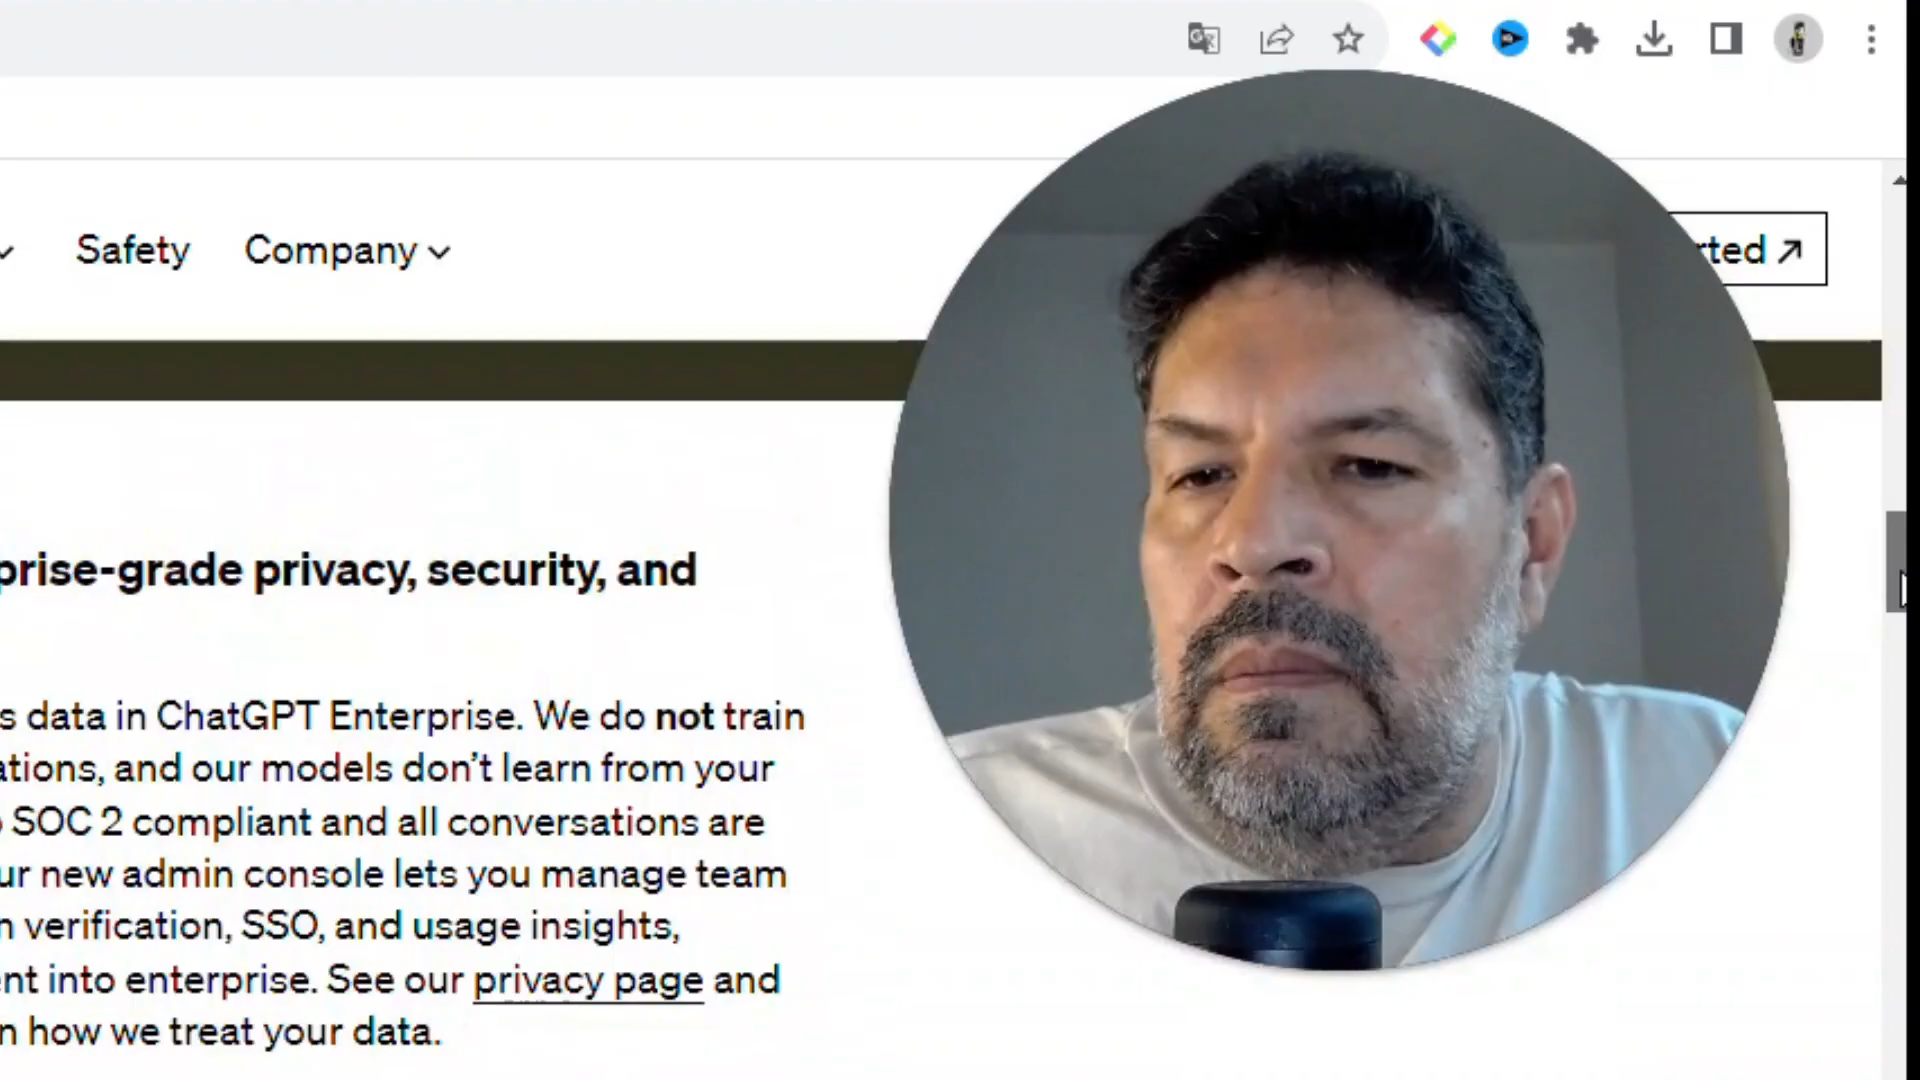 Safety Company
rted
prise-grade privacy, security, and
s data in ChatGPT Enterprise. We do not train
ations, and our models don’t learn from your
SOC 2 compliant and all conversations are
ur new admin console lets you manage team
n verification, SSO, and usage insights,
ent into enterprise. See our privacy page and
n how we treat your data.